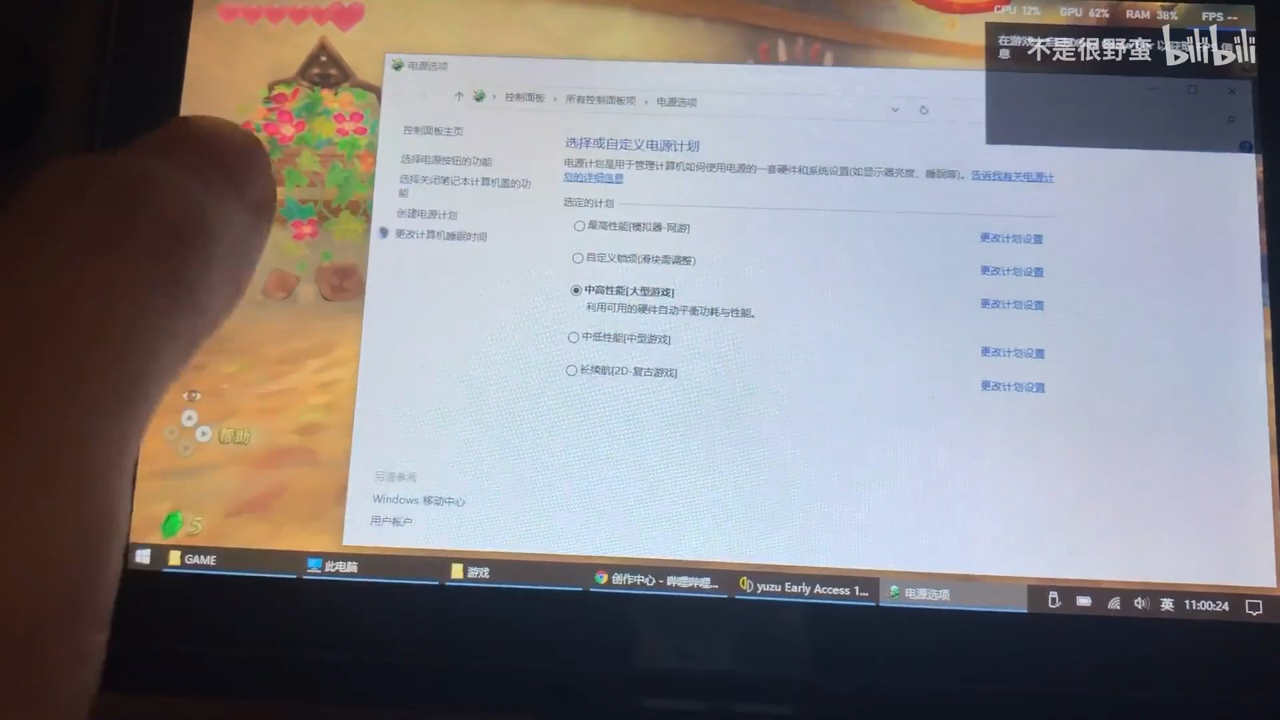 CPU 12% GPU 62% RAM 38% FPS --
不是很野蛮 bilibili
在游戏
息
电源选项
控制面板 › 所有控制面板项 › 电源选项
控制面板主页
选择电源按钮的功能
选择关闭笔记本计算机盖的功
能
创建电源计划
更改计算机睡眠时间
选择或自定义电源计划
电源计划是用于管理计算机如何使用电源的一套硬件和系统设置(如显示器亮度、睡眠等)。告诉我有关电源计
划的详细信息
选定的计划
最高性能[模拟器-网游] 更改计划设置
自定义锁频(滑块需调整) 更改计划设置
中高性能[大型游戏] 更改计划设置
利用可用的硬件自动平衡功耗与性能。
中低性能[中型游戏] 更改计划设置
长续航[2D-复古游戏] 更改计划设置
另请参阅
Windows 移动中心
用户帐户
帮助
5
GAME
此电脑
游戏
创作中心 - 哔哩哔哩...
yuzu Early Access 1...
电源选项
英
11:00:24